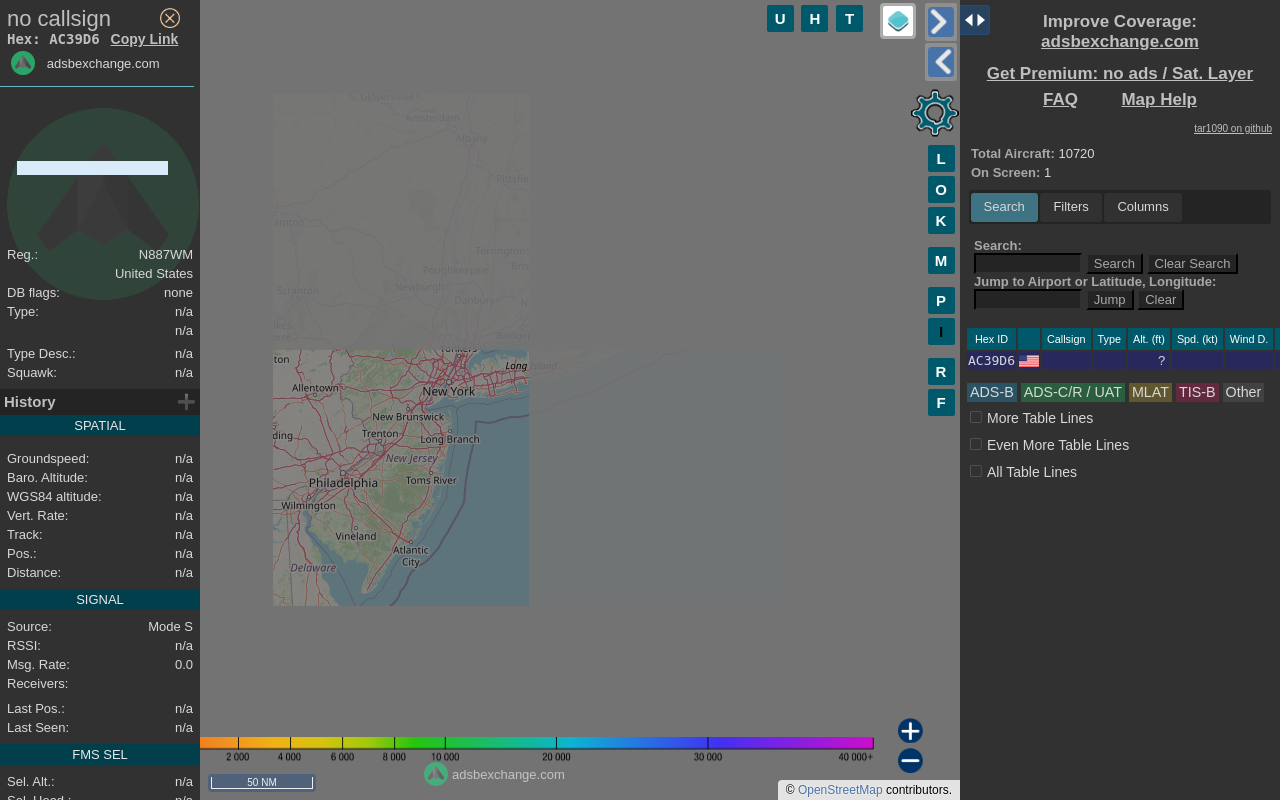 no callsign
Hex: AC39D6 Copy Link
adsbexchange.com
Reg.: N887WM
United States
DB flags: none
Type: n/a
n/a
Type Desc.: n/a
Squawk: n/a
History
SPATIAL
Groundspeed: n/a
Baro. Altitude: n/a
WGS84 altitude: n/a
Vert. Rate: n/a
Track: n/a
Pos.: n/a
Distance: n/a
SIGNAL
Source: Mode S
RSSI: n/a
Msg. Rate: 0.0
Receivers:
Last Pos.: n/a
Last Seen: n/a
FMS SEL
Sel. Alt.: n/a
Sel. Head.: n/a
U H T
L
O
K
M
P
I
R
F
Amsterdam
Albany
Poughkeepsie
Newburgh
Danbury
Scranton
Long Island
Allentown
New York
New Brunswick
Trenton
Long Branch
New Jersey
Philadelphia
Toms River
Wilmington
Vineland
Atlantic
City
Delaware
2 000 4 000 6 000 8 000 10 000 20 000 30 000 40 000+
50 NM
adsbexchange.com
© OpenStreetMap contributors.
Improve Coverage:
adsbexchange.com
Get Premium: no ads / Sat. Layer
FAQ Map Help
tar1090 on github
Total Aircraft: 10720
On Screen: 1
Search Filters Columns
Search:
Search Clear Search
Jump to Airport or Latitude, Longitude:
Jump Clear
Hex ID Callsign Type Alt. (ft) Spd. (kt) Wind D.
AC39D6 ?
ADS-B ADS-C/R / UAT MLAT TIS-B Other
More Table Lines
Even More Table Lines
All Table Lines